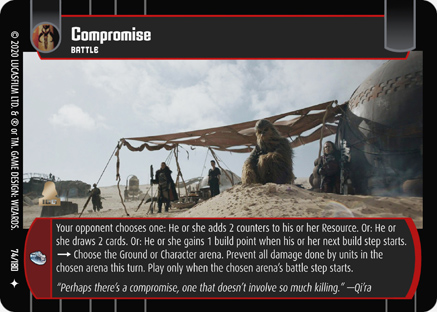 Compromise
BATTLE
© 2020 LUCASFILM LTD. & ® or TM. GAME DESIGN: WIZARDS.
74/180
Your opponent chooses one: He or she adds 2 counters to his or her Resource. Or: He or
she draws 2 cards. Or: He or she gains 1 build point when his or her next build step starts.
→ Choose the Ground or Character arena. Prevent all damage done by units in the
chosen arena this turn. Play only when the chosen arena's battle step starts.
"Perhaps there's a compromise, one that doesn't involve so much killing." —Qi'ra